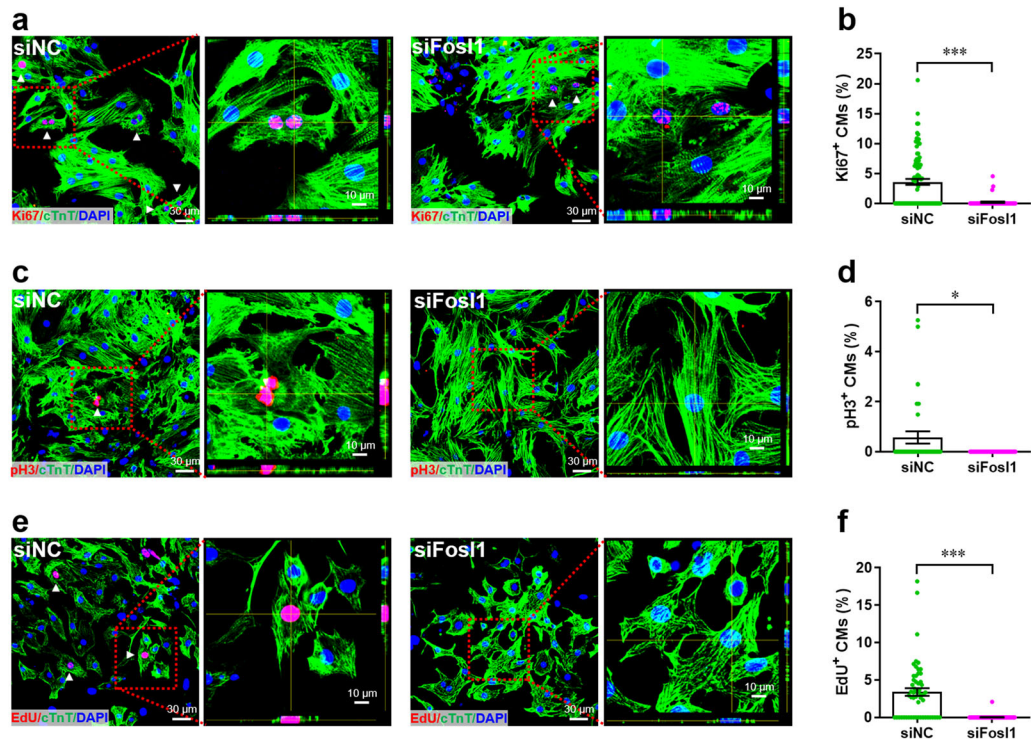 a
siNC
Ki67/cTnT/DAPI
30 μm
10 μm
siFosl1
Ki67/cTnT/DAPI
30 μm
10 μm
b
***
Ki67+ CMs (%)
25
20
15
10
5
0
siNC
siFosl1
c
siNC
pH3/cTnT/DAPI
30 μm
10 μm
siFosl1
pH3/cTnT/DAPI
30 μm
10 μm
d
*
pH3+ CMs (%)
6
4
2
0
siNC
siFosl1
e
siNC
EdU/cTnT/DAPI
30 μm
10 μm
siFosl1
EdU/cTnT/DAPI
30 μm
10 μm
f
***
EdU+ CMs (%)
20
15
10
5
0
siNC
siFosl1